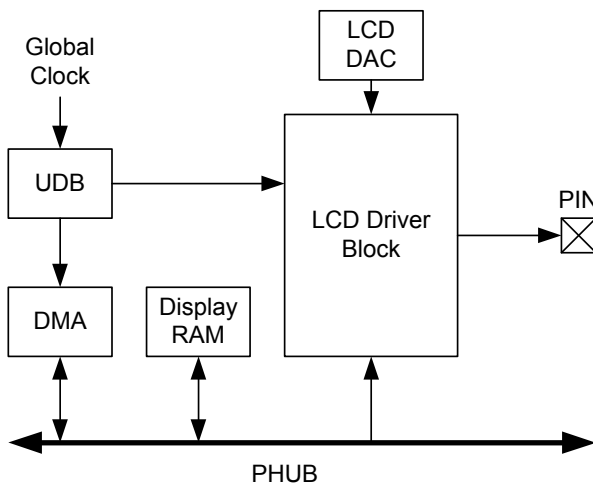 LCD
DAC
Global
Clock
UDB
LCD Driver
Block
PIN
DMA
Display
RAM
PHUB